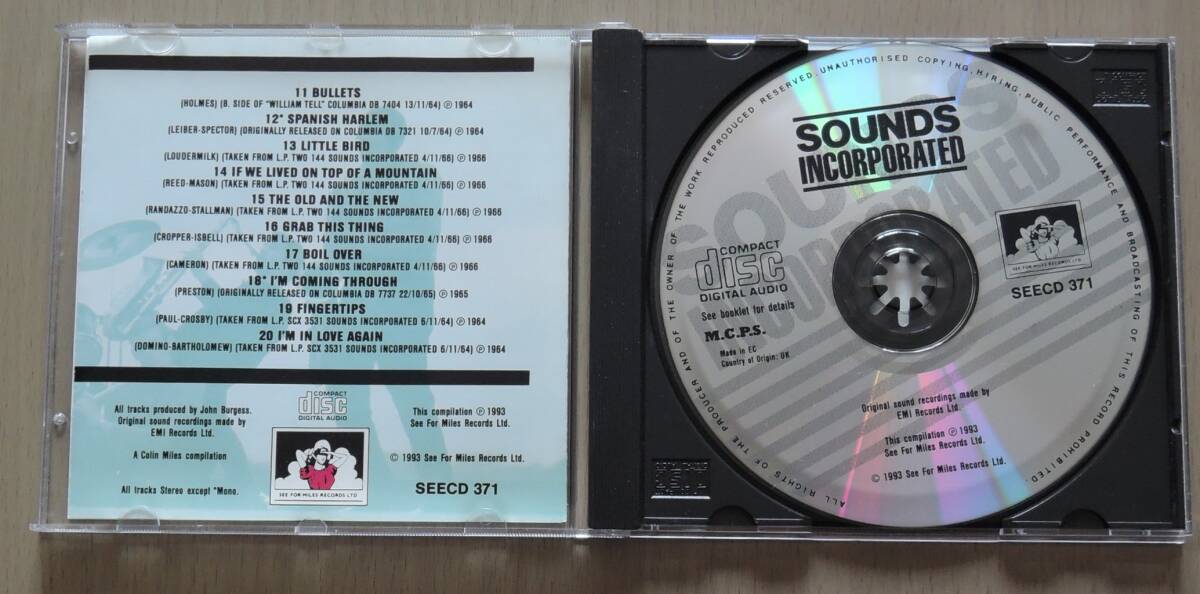 11 BULLETS
(HOLMES) (B. SIDE OF "WILLIAM TELL" COLUMBIA DB 7404 13/11/64) ℗ 1964
12* SPANISH HARLEM
(LEIBER-SPECTOR) (ORIGINALLY RELEASED ON COLUMBIA DB 7321 10/7/64) ℗ 1964
13 LITTLE BIRD
(LOUDERMILK) (TAKEN FROM L.P. TWO 144 SOUNDS INCORPORATED 4/11/66) ℗ 1966
14 IF WE LIVED ON TOP OF A MOUNTAIN
(REED-MASON) (TAKEN FROM L.P. TWO 144 SOUNDS INCORPORATED 4/11/66) ℗ 1966
15 THE OLD AND THE NEW
(RANDAZZO-STALLMAN) (TAKEN FROM L.P. TWO 144 SOUNDS INCORPORATED 4/11/66) ℗ 1966
16 GRAB THIS THING
(CROPPER-ISBELL) (TAKEN FROM L.P. TWO 144 SOUNDS INCORPORATED 4/11/66) ℗ 1966
17 BOIL OVER
(CAMERON) (TAKEN FROM L.P. TWO 144 SOUNDS INCORPORATED 4/11/66) ℗ 1966
18* I'M COMING THROUGH
(PRESTON) (ORIGINALLY RELEASED ON COLUMBIA DB 7737 22/10/65) ℗ 1965
19 FINGERTIPS
(PAUL-CROSBY) (TAKEN FROM L.P. SCX 3531 SOUNDS INCORPORATED 6/11/64) ℗ 1964
20 I'M IN LOVE AGAIN
(DOMINO-BARTHOLOMEW) (TAKEN FROM L.P. SCX 3531 SOUNDS INCORPORATED 6/11/64) ℗ 1964
All tracks produced by John Burgess.
Original sound recordings made by
EMI Records Ltd.
A Colin Miles compilation
All tracks Stereo except *Mono.
COMPACT
disc
DIGITAL AUDIO
SEE FOR MILES RECORDS LTD
This compilation ℗ 1993
See For Miles Records Ltd.
© 1993 See For Miles Records Ltd.
SEECD 371
ALL RIGHTS OF THE PRODUCER AND OF THE OWNER OF THE WORK REPRODUCED RESERVED. UNAUTHORISED COPYING, HIRING, PUBLIC PERFORMANCE AND BROADCASTING OF THIS RECORD PROHIBITED.
SOUNDS
INCORPORATED
SOUNDS
INCORPORATED
COMPACT
disc
DIGITAL AUDIO
See booklet for details
M.C.P.S.
Made in EC
Country of Origin: UK
SEE FOR MILES RECORDS LTD
SEECD 371
Original sound recordings made by
EMI Records Ltd.
This compilation ℗ 1993
See For Miles Records Ltd.
© 1993 See For Miles Records Ltd.